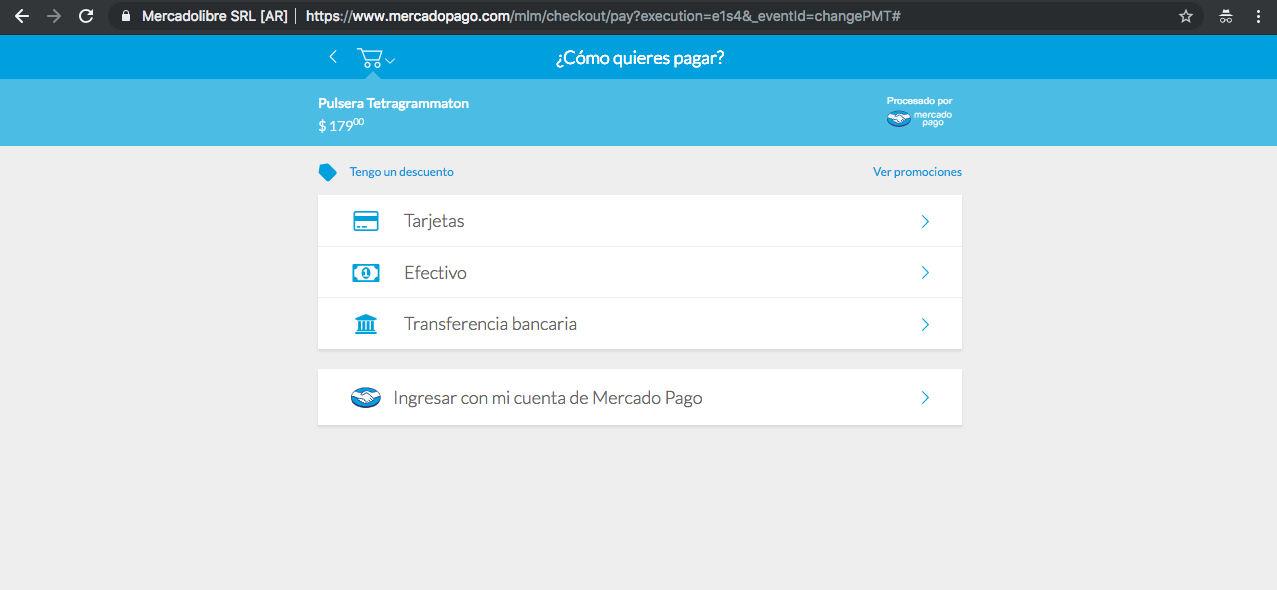 Mercadolibre SRL [AR] | https://www.mercadopago.com/mlm/checkout/pay?execution=e1s4&_eventId=changePMT#
¿Cómo quieres pagar?
Pulsera Tetragrammaton
$ 179⁰⁰
Procesado por
mercado
pago
Tengo un descuento
Ver promociones
Tarjetas
1
Efectivo
Transferencia bancaria
Ingresar con mi cuenta de Mercado Pago